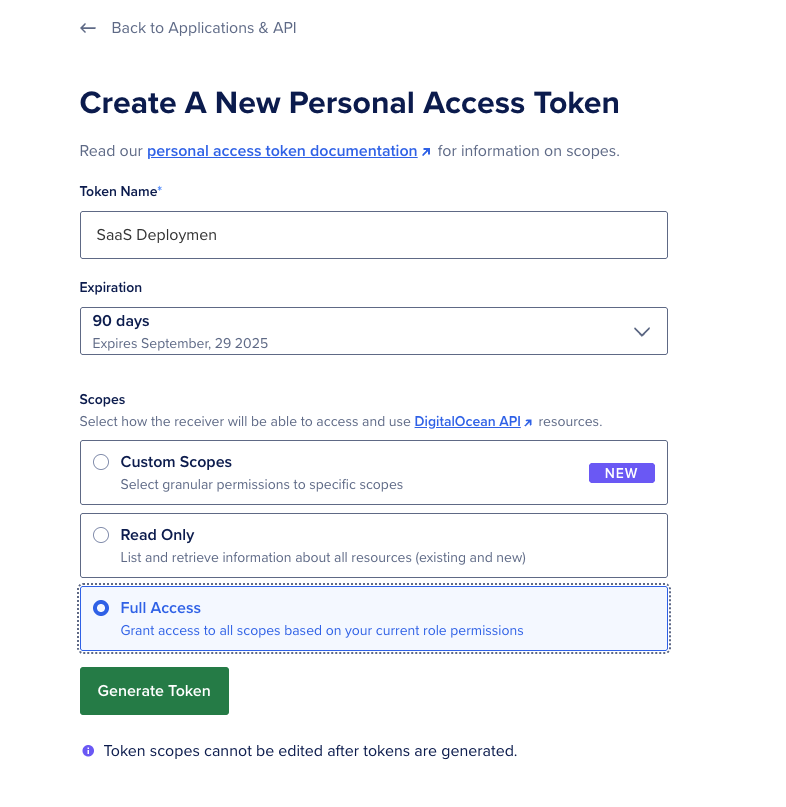 Back to Applications & API
Create A New Personal Access Token
Read our personal access token documentation for information on scopes.
Token Name*
SaaS Deploymen
Expiration
90 days
Expires September, 29 2025
Scopes
Select how the receiver will be able to access and use DigitalOcean API resources.
Custom Scopes
NEW
Select granular permissions to specific scopes
Read Only
List and retrieve information about all resources (existing and new)
Full Access
Grant access to all scopes based on your current role permissions
Generate Token
Token scopes cannot be edited after tokens are generated.